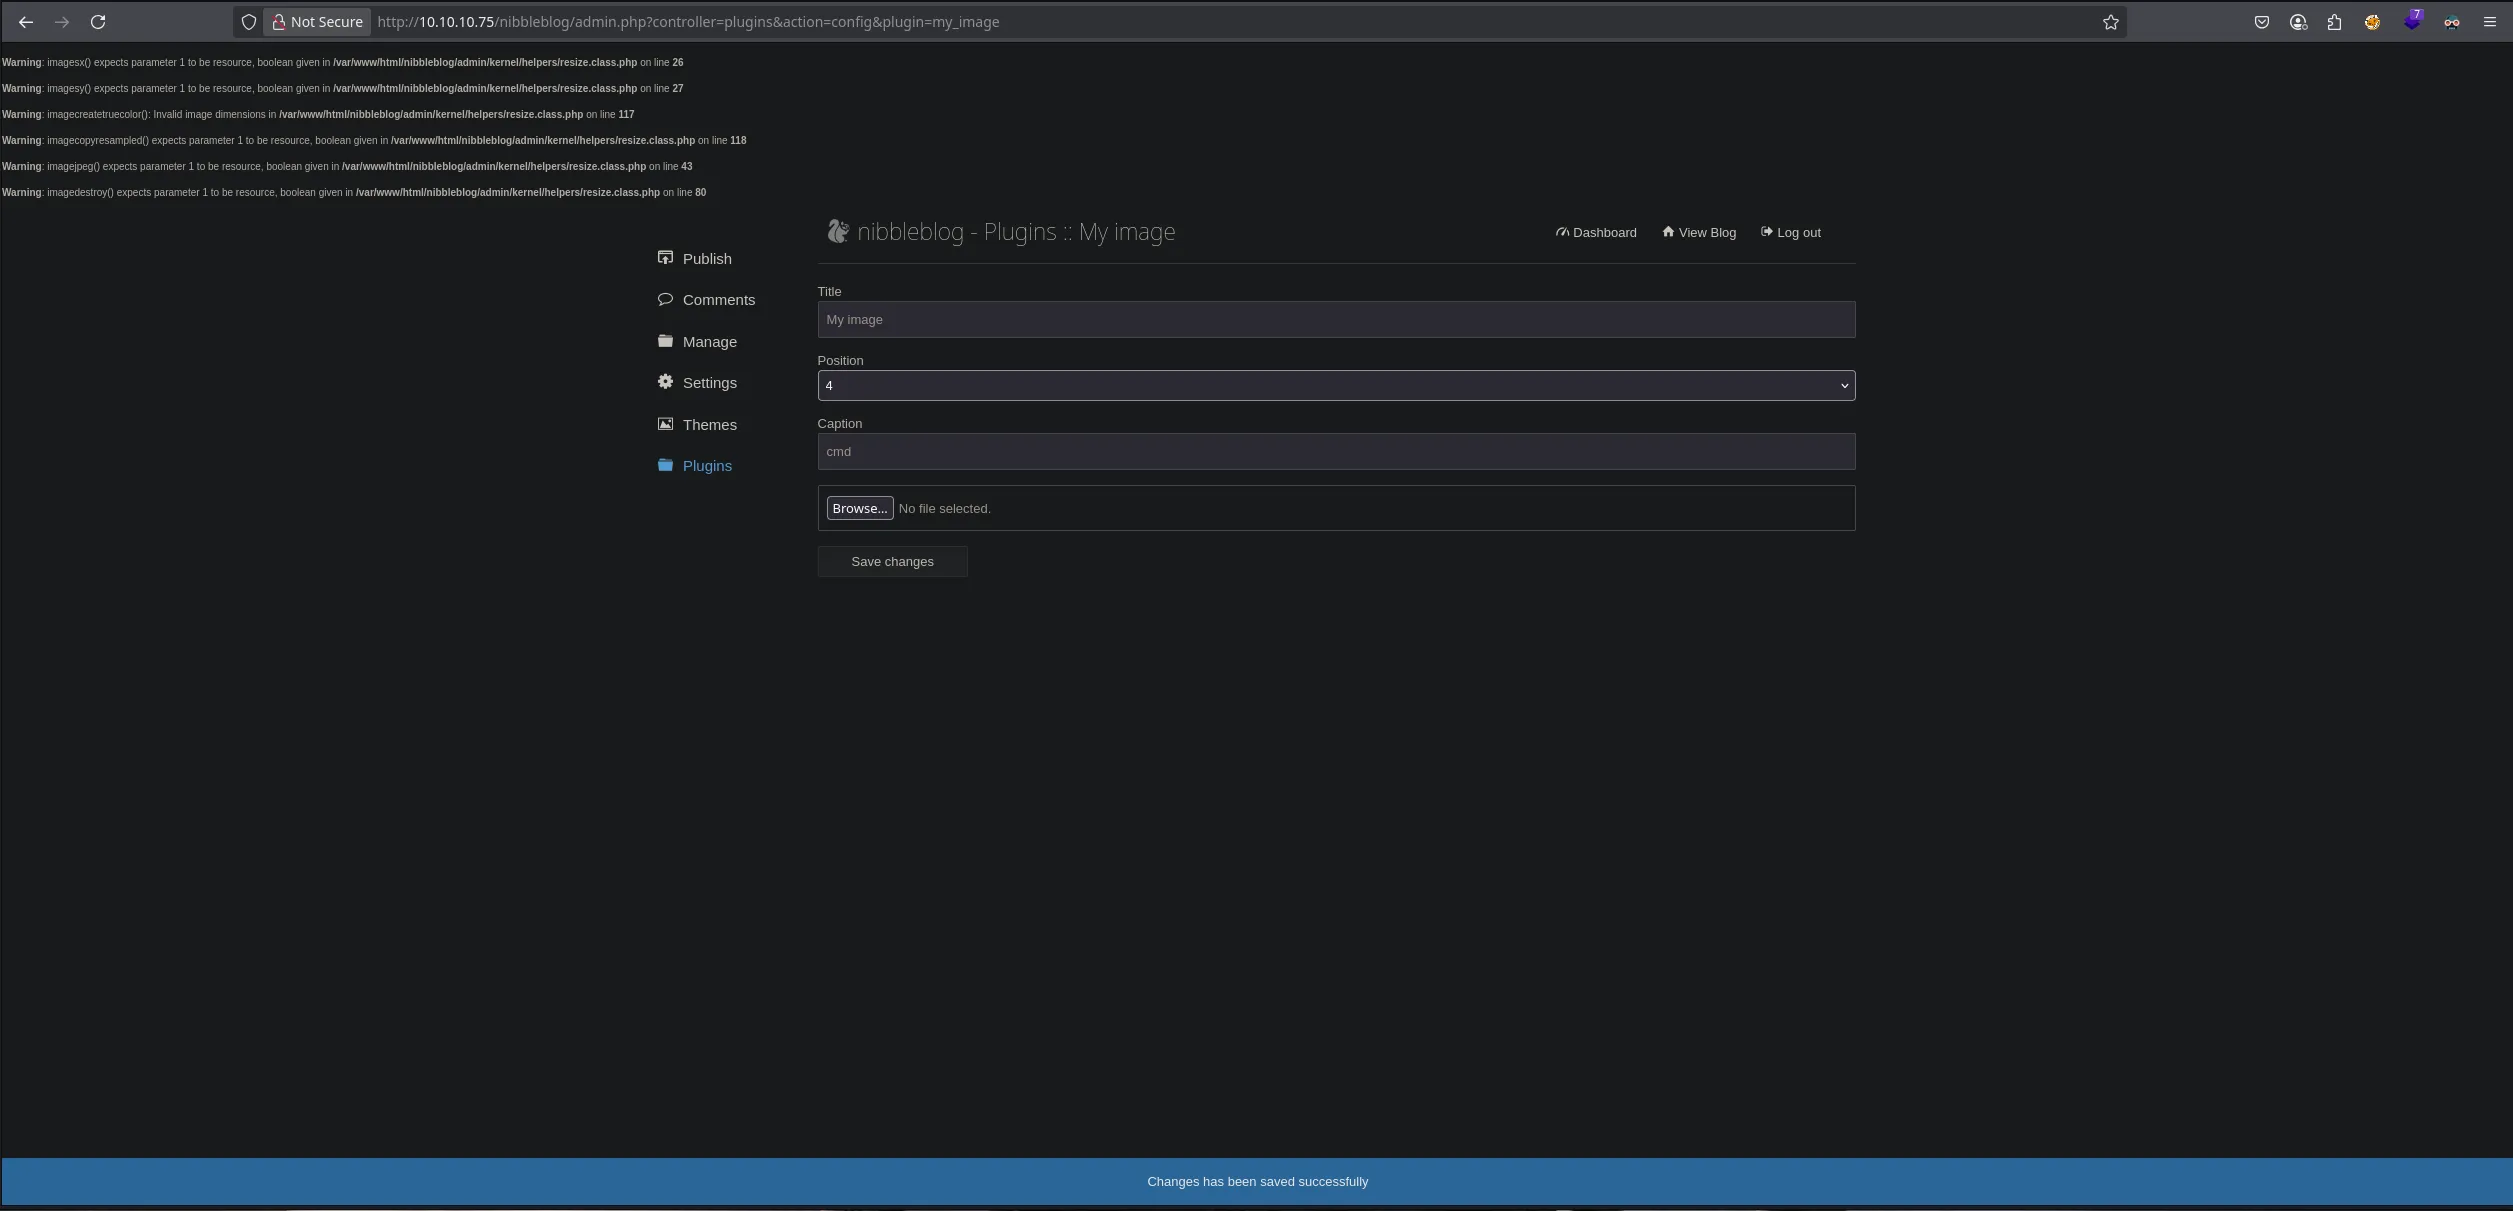 Not Secure http://10.10.10.75/nibbleblog/admin.php?controller=plugins&action=config&plugin=my_image 7
Warning: imagesx() expects parameter 1 to be resource, boolean given in /var/www/html/nibbleblog/admin/kernel/helpers/resize.class.php on line 26
Warning: imagesy() expects parameter 1 to be resource, boolean given in /var/www/html/nibbleblog/admin/kernel/helpers/resize.class.php on line 27
Warning: imagecreatetruecolor(): Invalid image dimensions in /var/www/html/nibbleblog/admin/kernel/helpers/resize.class.php on line 117
Warning: imagecopyresampled() expects parameter 1 to be resource, boolean given in /var/www/html/nibbleblog/admin/kernel/helpers/resize.class.php on line 118
Warning: imagejpeg() expects parameter 1 to be resource, boolean given in /var/www/html/nibbleblog/admin/kernel/helpers/resize.class.php on line 43
Warning: imagedestroy() expects parameter 1 to be resource, boolean given in /var/www/html/nibbleblog/admin/kernel/helpers/resize.class.php on line 80
nibbleblog - Plugins :: My image
Dashboard View Blog Log out
Publish
Comments
Manage
Settings
Themes
Plugins
Title
My image
Position
4
Caption
cmd
Browse... No file selected.
Save changes
Changes has been saved successfully